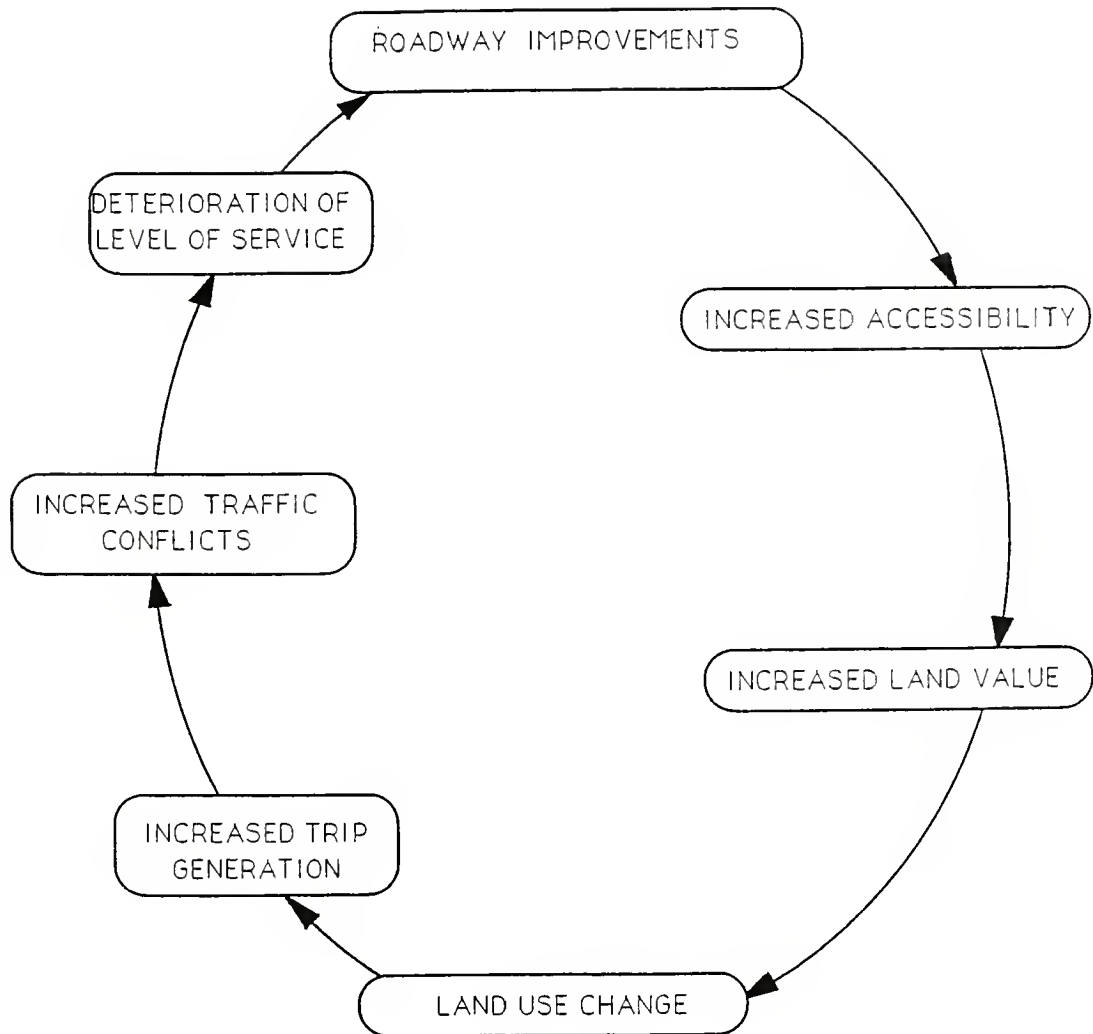 ROADWAY IMPROVEMENTS
INCREASED ACCESSIBILITY
INCREASED LAND VALUE
LAND USE CHANGE
INCREASED TRIP
GENERATION
INCREASED TRAFFIC
CONFLICTS
DETERIORATION OF
LEVEL OF SERVICE